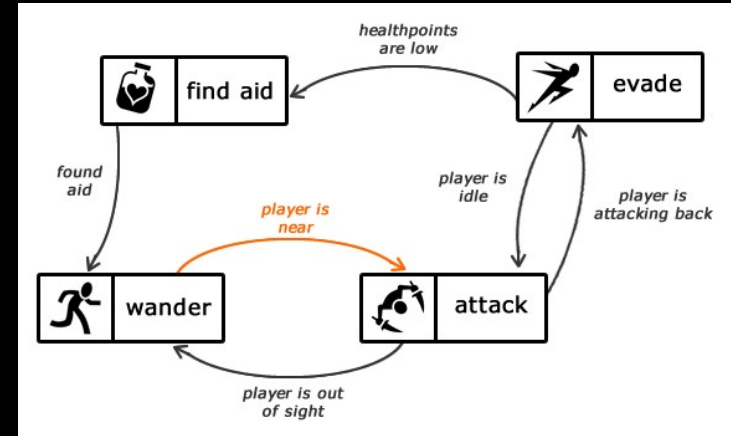 healthpoints
are low
find aid
evade
found
aid
player is
idle
player is
attacking back
player is
near
wander
attack
player is out
of sight